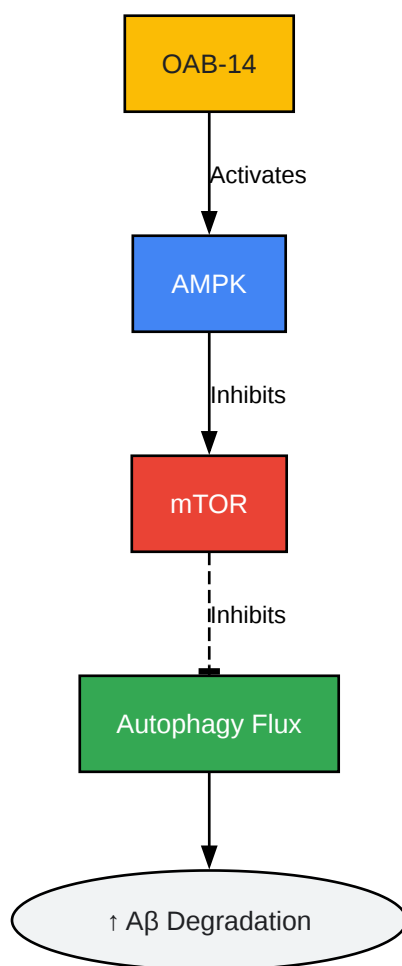 OAB-14
Activates
AMPK
Inhibits
mTOR
Inhibits
Autophagy Flux
↑ Aβ Degradation